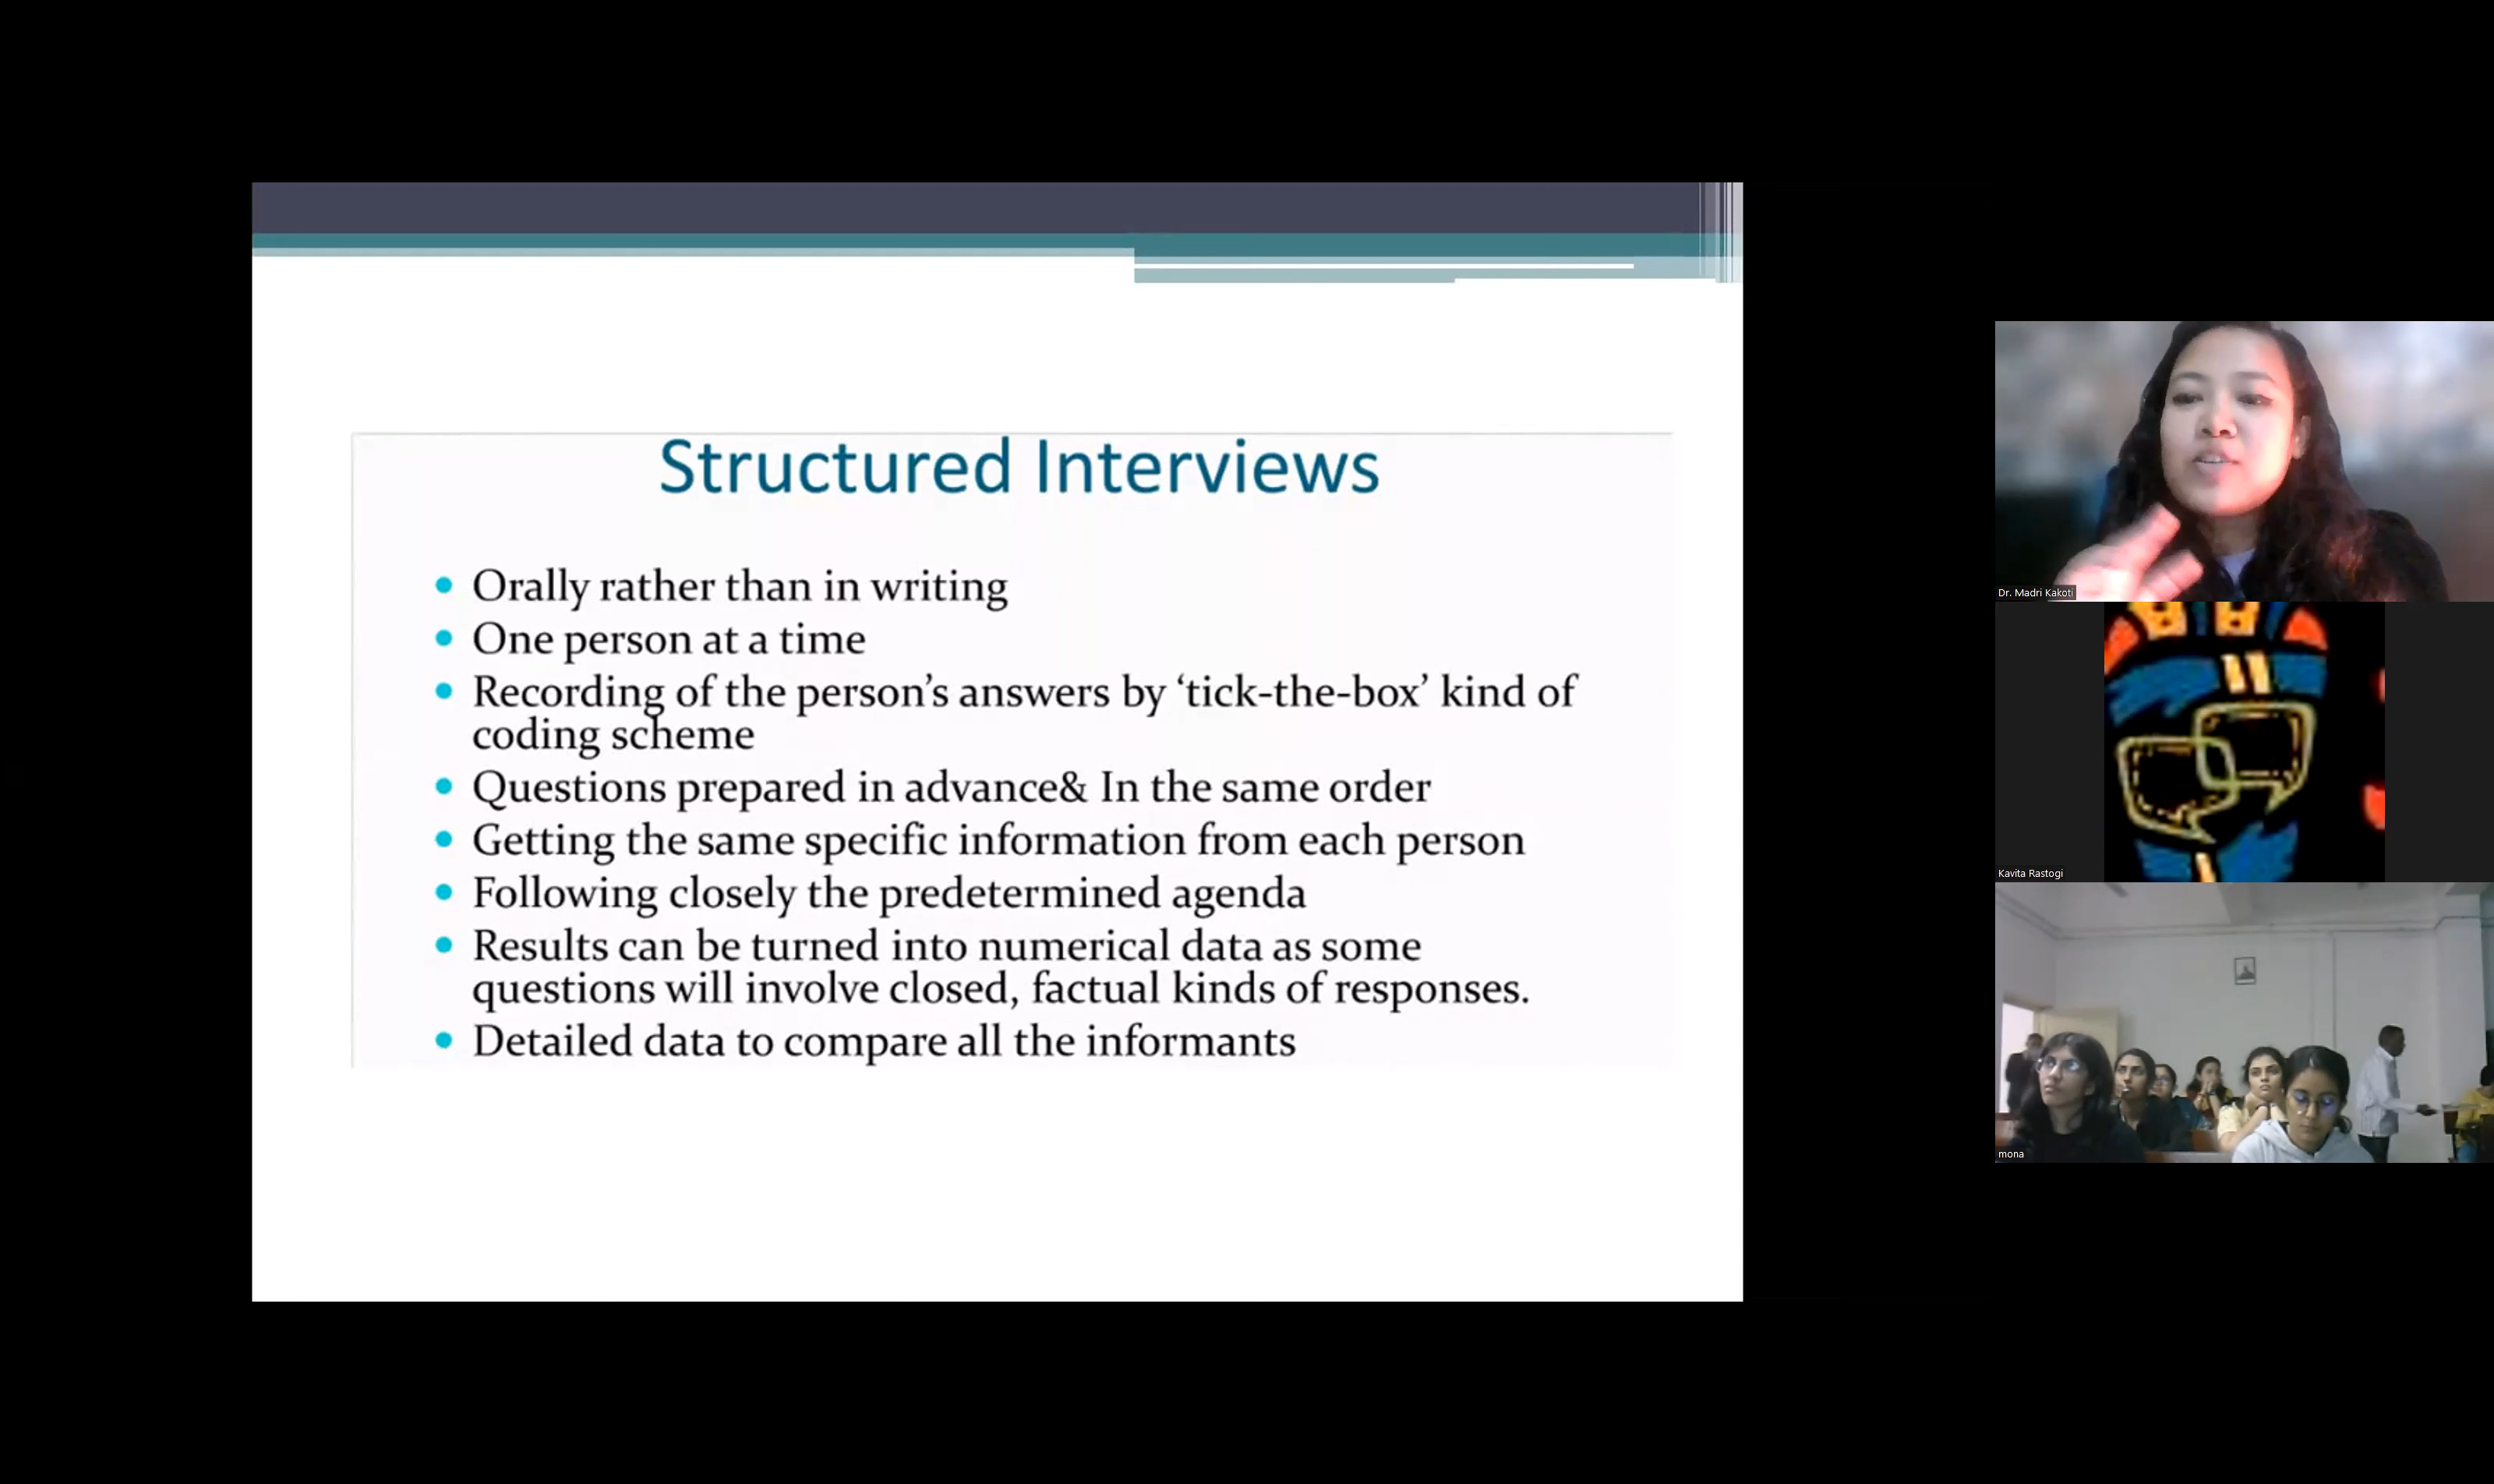 Structured Interviews
Orally rather than in writing
One person at a time
Recording of the person’s answers by ‘tick-the-box’ kind of
coding scheme
Questions prepared in advance& In the same order
Getting the same specific information from each person
Following closely the predetermined agenda
Results can be turned into numerical data as some
questions will involve closed, factual kinds of responses.
Detailed data to compare all the informants
Dr. Madri Kakoti
Kavita Rastogi
mona